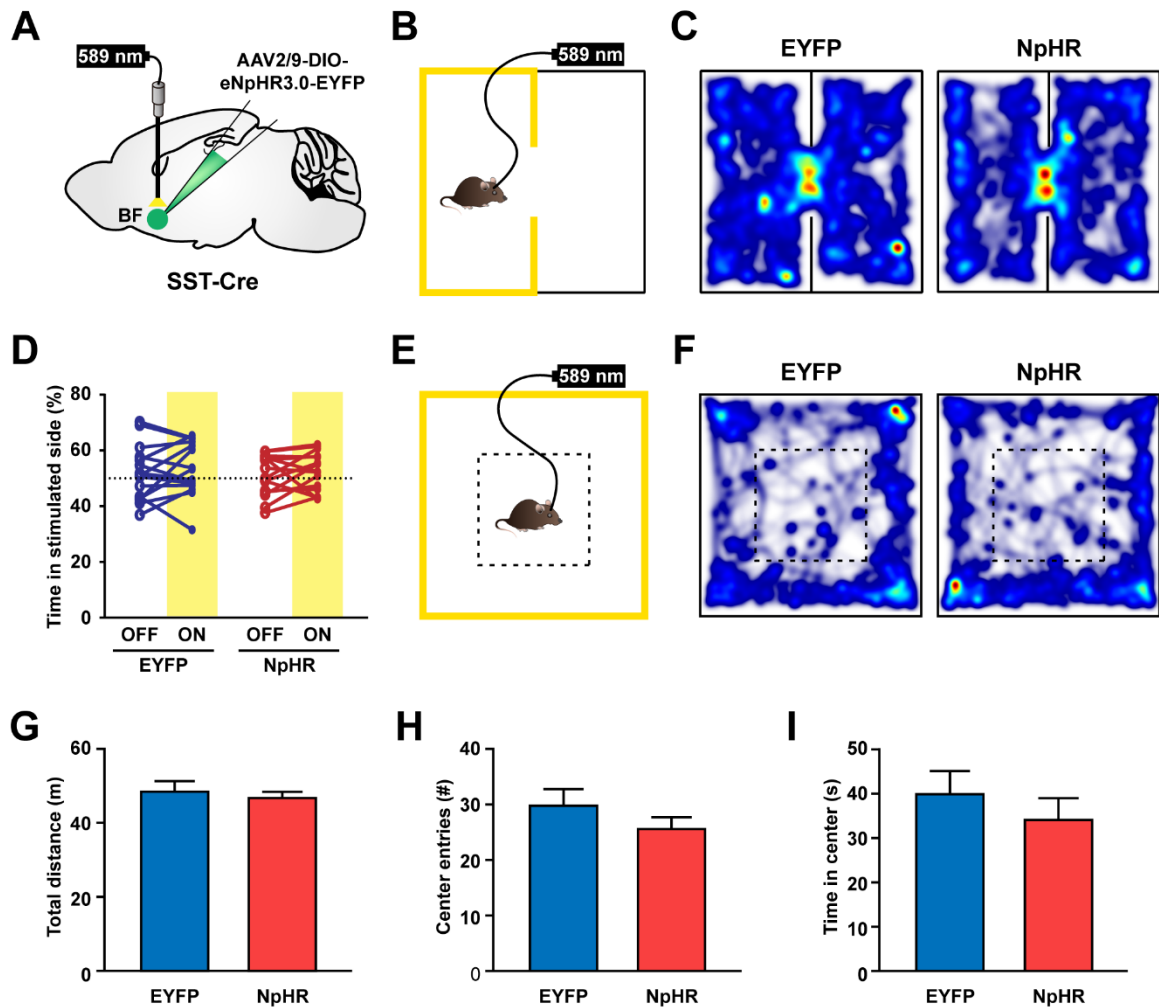 A
589 nm
AAV2/9-DIO-
eNpHR3.0-EYFP
BF
SST-Cre
B
589 nm
C
EYFP
NpHR
D
Time in stimulated side (%)
80
60
40
20
0
OFF ON OFF ON
EYFP NpHR
E
589 nm
F
EYFP
NpHR
G
Total distance (m)
60
40
20
0
EYFP NpHR
H
Center entries (#)
40
30
20
10
0
EYFP NpHR
I
Time in center (s)
50
40
30
20
10
0
EYFP NpHR